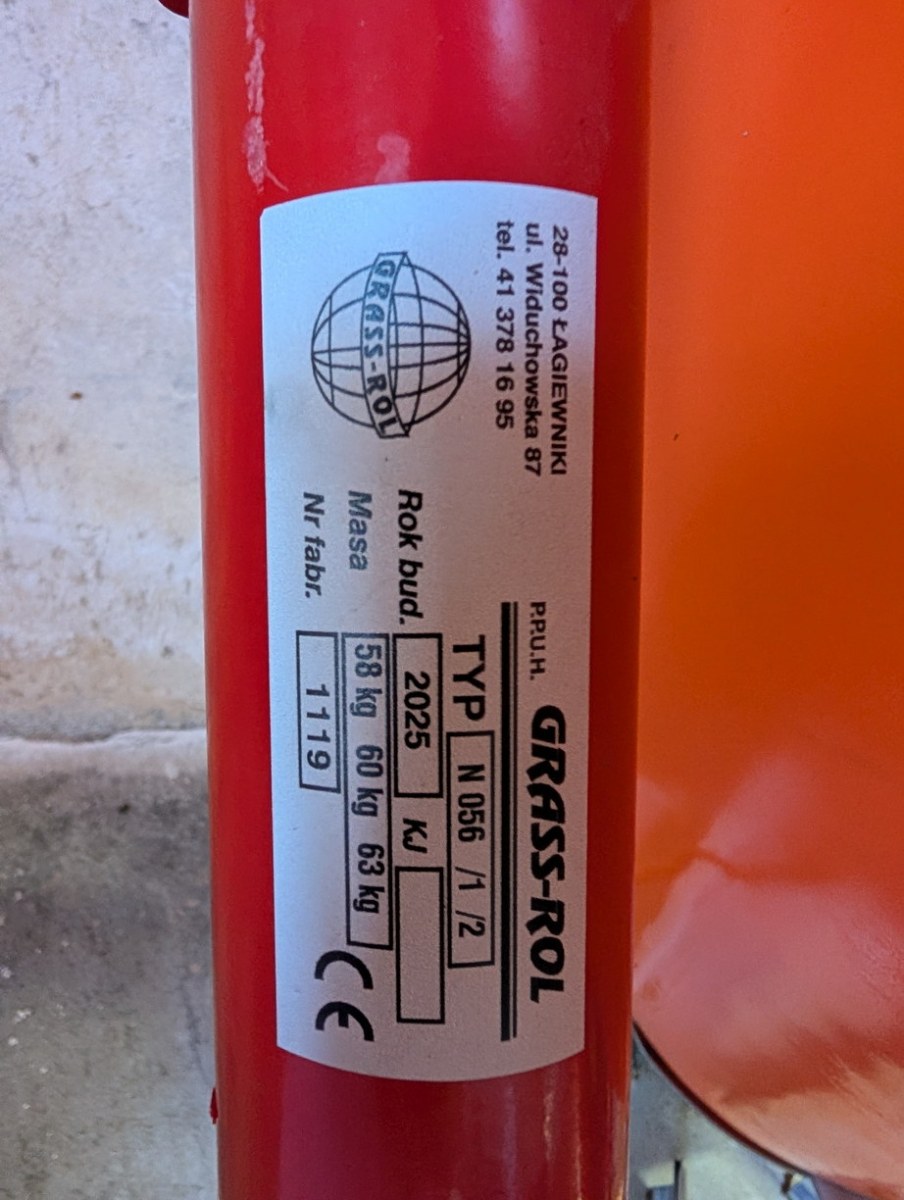 28-100 ŁAGIEWNIKI
ul. Widuchowska 87
tel. 41 378 16 95
P.P.U.H. GRASS-ROL
GRASS-ROL
TYP N 056 /1 /2
Rok bud. 2025 KJ
Masa 58 kg 60 kg 63 kg
Nr fabr. 1119
CE